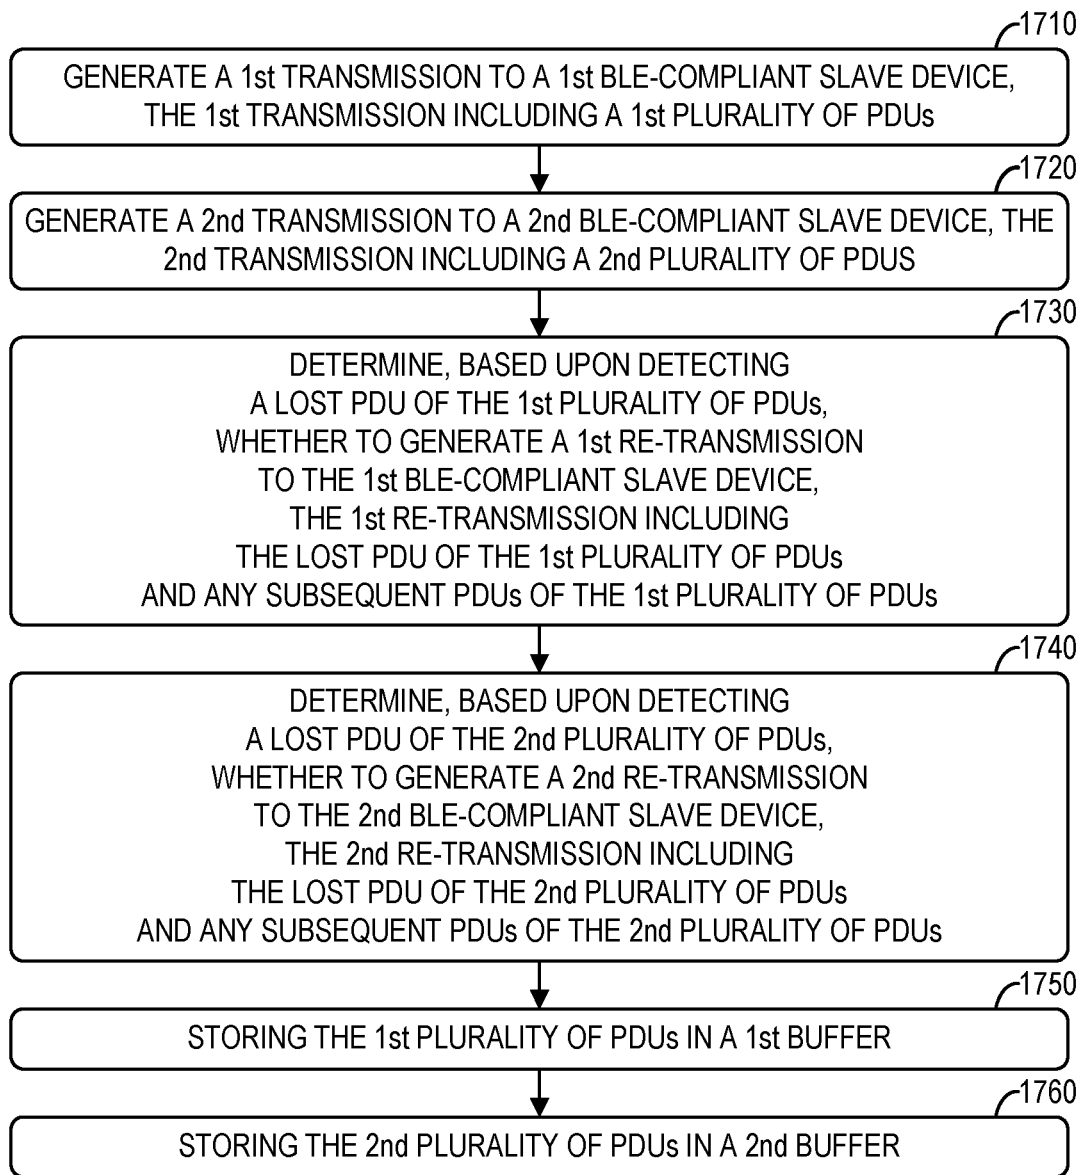 1710
GENERATE A 1st TRANSMISSION TO A 1st BLE-COMPLIANT SLAVE DEVICE,
THE 1st TRANSMISSION INCLUDING A 1st PLURALITY OF PDUs
1720
GENERATE A 2nd TRANSMISSION TO A 2nd BLE-COMPLIANT SLAVE DEVICE, THE
2nd TRANSMISSION INCLUDING A 2nd PLURALITY OF PDUS
1730
DETERMINE, BASED UPON DETECTING
A LOST PDU OF THE 1st PLURALITY OF PDUs,
WHETHER TO GENERATE A 1st RE-TRANSMISSION
TO THE 1st BLE-COMPLIANT SLAVE DEVICE,
THE 1st RE-TRANSMISSION INCLUDING
THE LOST PDU OF THE 1st PLURALITY OF PDUs
AND ANY SUBSEQUENT PDUs OF THE 1st PLURALITY OF PDUs
1740
DETERMINE, BASED UPON DETECTING
A LOST PDU OF THE 2nd PLURALITY OF PDUs,
WHETHER TO GENERATE A 2nd RE-TRANSMISSION
TO THE 2nd BLE-COMPLIANT SLAVE DEVICE,
THE 2nd RE-TRANSMISSION INCLUDING
THE LOST PDU OF THE 2nd PLURALITY OF PDUs
AND ANY SUBSEQUENT PDUs OF THE 2nd PLURALITY OF PDUs
1750
STORING THE 1st PLURALITY OF PDUs IN A 1st BUFFER
1760
STORING THE 2nd PLURALITY OF PDUs IN A 2nd BUFFER